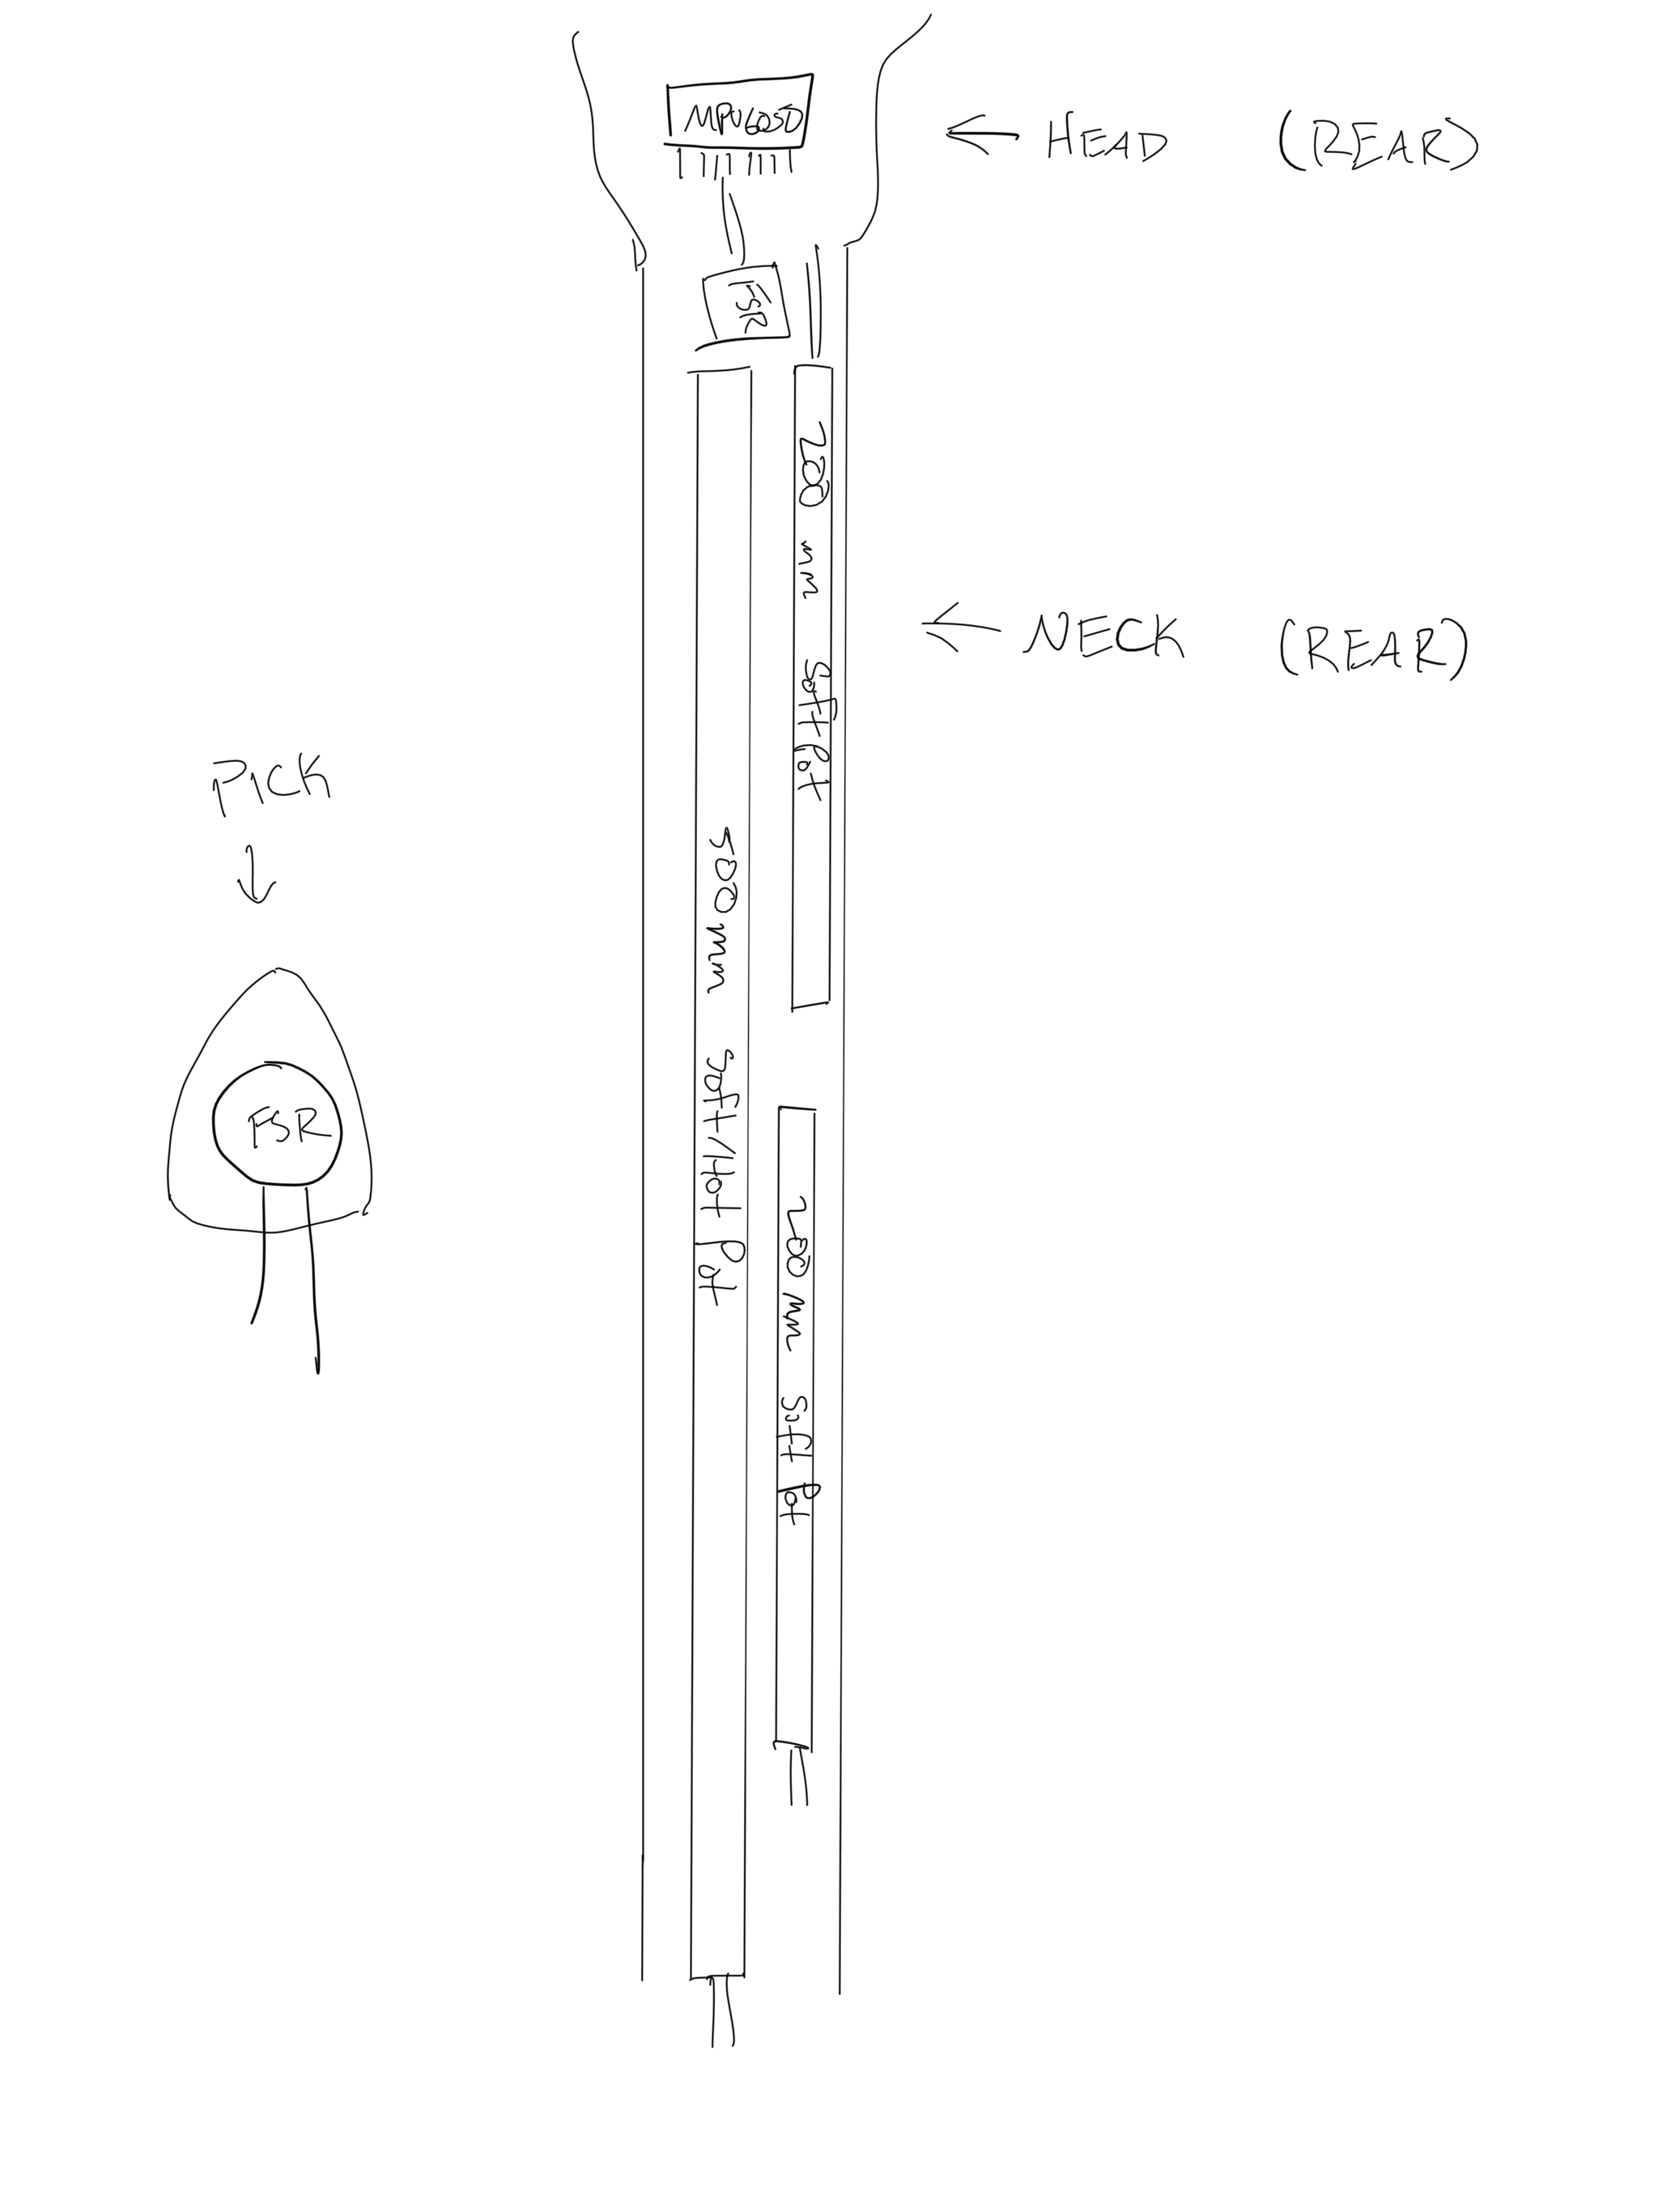 MPU6050
← HEAD (REAR)
FSR
200 mm Soft Pot
← NECK (REAR)
PICK
500 mm Soft/Hot Pot
FSR
200 mm Soft Pot